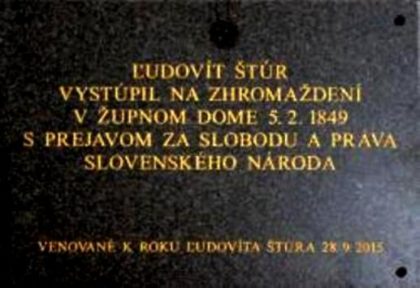 ĽUDOVÍT ŠTÚR
VYSTÚPIL NA ZHROMAŽDENÍ
V ŽUPNOM DOME 5. 2. 1849
S PREJAVOM ZA SLOBODU A PRÁVA
SLOVENSKÉHO NÁRODA
VENOVANÉ K ROKU ĽUDOVÍTA ŠTÚRA 28. 9. 2015